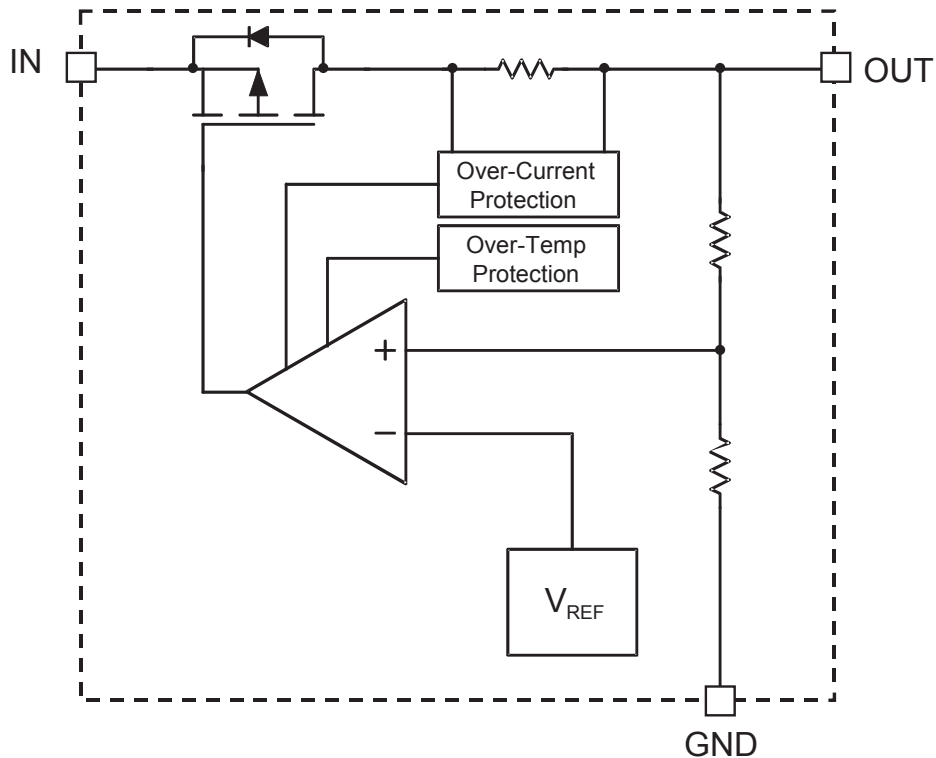 IN
OUT
Over-Current
Protection
Over-Temp
Protection
+
−
VREF
GND